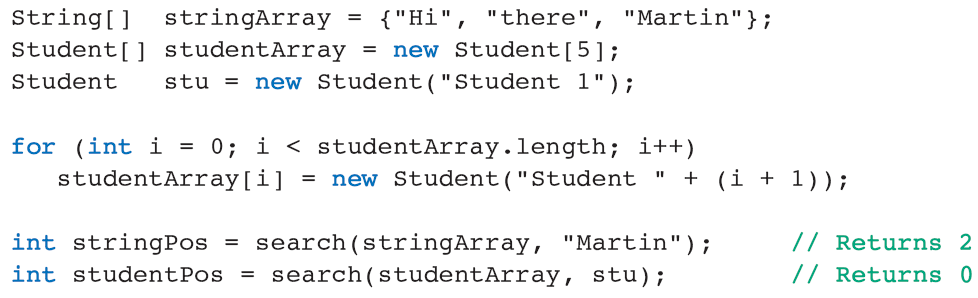 String[]  stringArray = {"Hi", "there", "Martin"};
Student[] studentArray = new Student[5];
Student   stu = new Student("Student 1");

for (int i = 0; i < studentArray.length; i++)
   studentArray[i] = new Student("Student " + (i + 1));

int stringPos = search(stringArray, "Martin");     // Returns 2
int studentPos = search(studentArray, stu);        // Returns 0